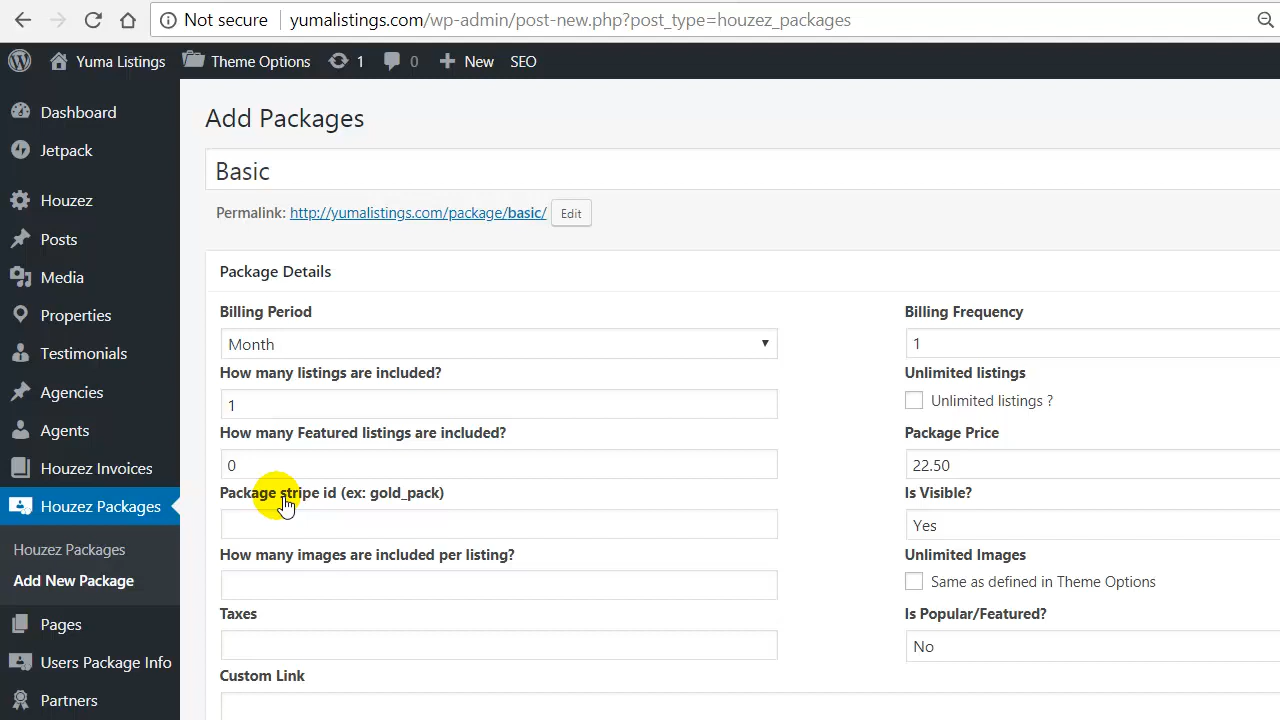 Not secure
yumalistings.com/wp-admin/post-new.php?post_type=houzez_packages
Yuma Listings Theme Options 1 0 New SEO
Dashboard
Jetpack
Houzez
Posts
Media
Properties
Testimonials
Agencies
Agents
Houzez Invoices
Houzez Packages
Houzez Packages
Add New Package
Pages
Users Package Info
Partners
Add Packages
Basic
Permalink: http://yumalistings.com/package/basic/ Edit
Package Details
Billing Period
Month
Billing Frequency
1
How many listings are included?
1
Unlimited listings
Unlimited listings ?
How many Featured listings are included?
0
Package Price
22.50
Package stripe id (ex: gold_pack)
Is Visible?
Yes
How many images are included per listing?
Unlimited Images
Same as defined in Theme Options
Taxes
Is Popular/Featured?
No
Custom Link